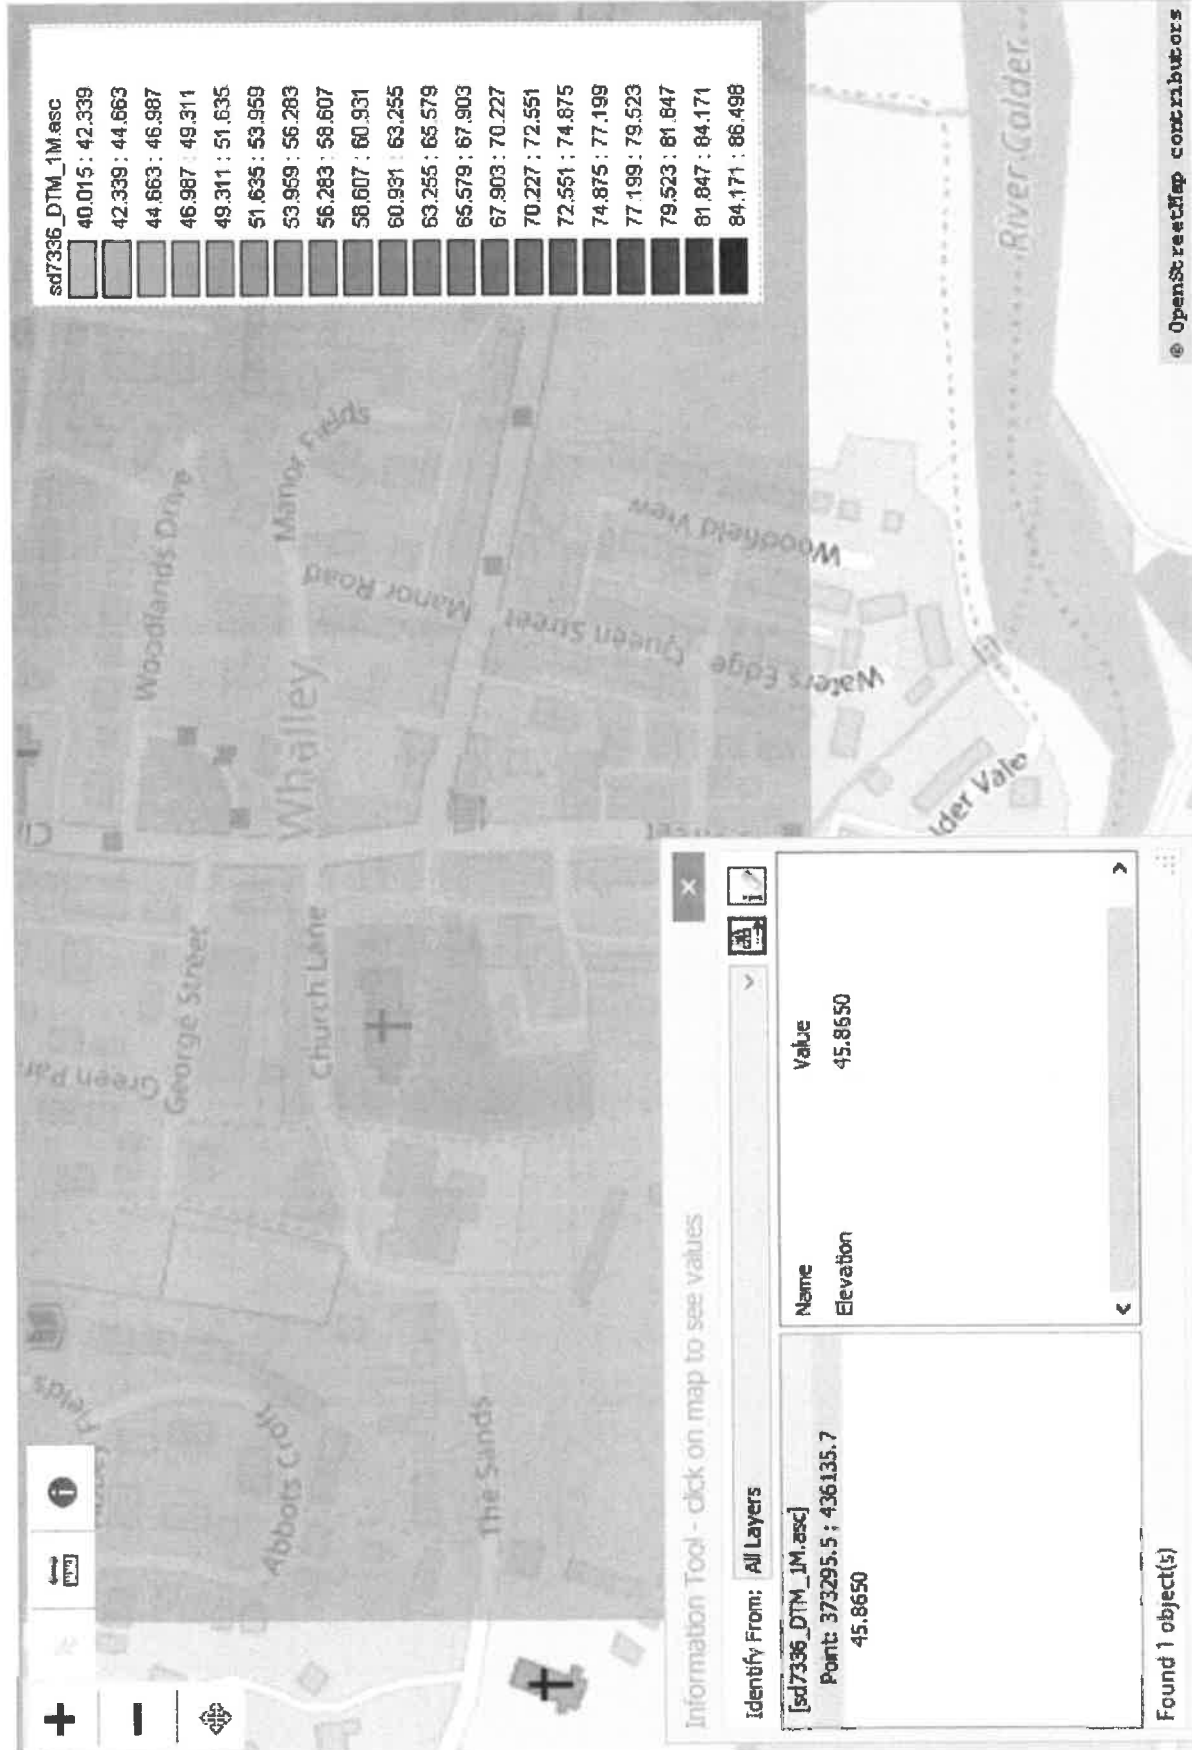 sd7336_DTM_1M.asc
40.015 : 42.339
42.339 : 44.663
44.663 : 46.987
46.987 : 49.311
49.311 : 51.635
51.635 : 53.959
53.959 : 56.283
56.283 : 58.607
58.607 : 60.931
60.931 : 63.255
63.255 : 65.579
65.579 : 67.903
67.903 : 70.227
70.227 : 72.551
72.551 : 74.875
74.875 : 77.199
77.199 : 79.523
79.523 : 81.847
81.847 : 84.171
84.171 : 86.498
Fields
Abbots Croft
The Sands
Green Par
George Street
Church Lane
Whalley
Woodlands Drive
Manor Fields
Manor Road
Queen Street
Woodfield View
Waters Edge
lder Vale
River Calder
Information Tool - click on map to see values
Identify From: All Layers
[sd7336_DTM_1M.asc]
Point: 373295.5 ; 436135.7
45.8650
Name Value
Elevation 45.8650
Found 1 object(s)
© OpenStreetMap contributors